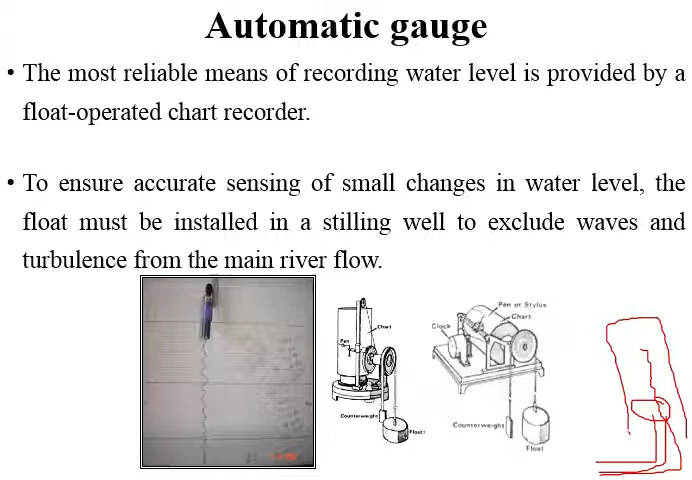 Automatic gauge
• The most reliable means of recording water level is provided by a
float-operated chart recorder.
• To ensure accurate sensing of small changes in water level, the
float must be installed in a stilling well to exclude waves and
turbulence from the main river flow.
Chart
Pen
Counterweight
Float
Pen or Stylus
Chart
Clock
Counterweight
Float